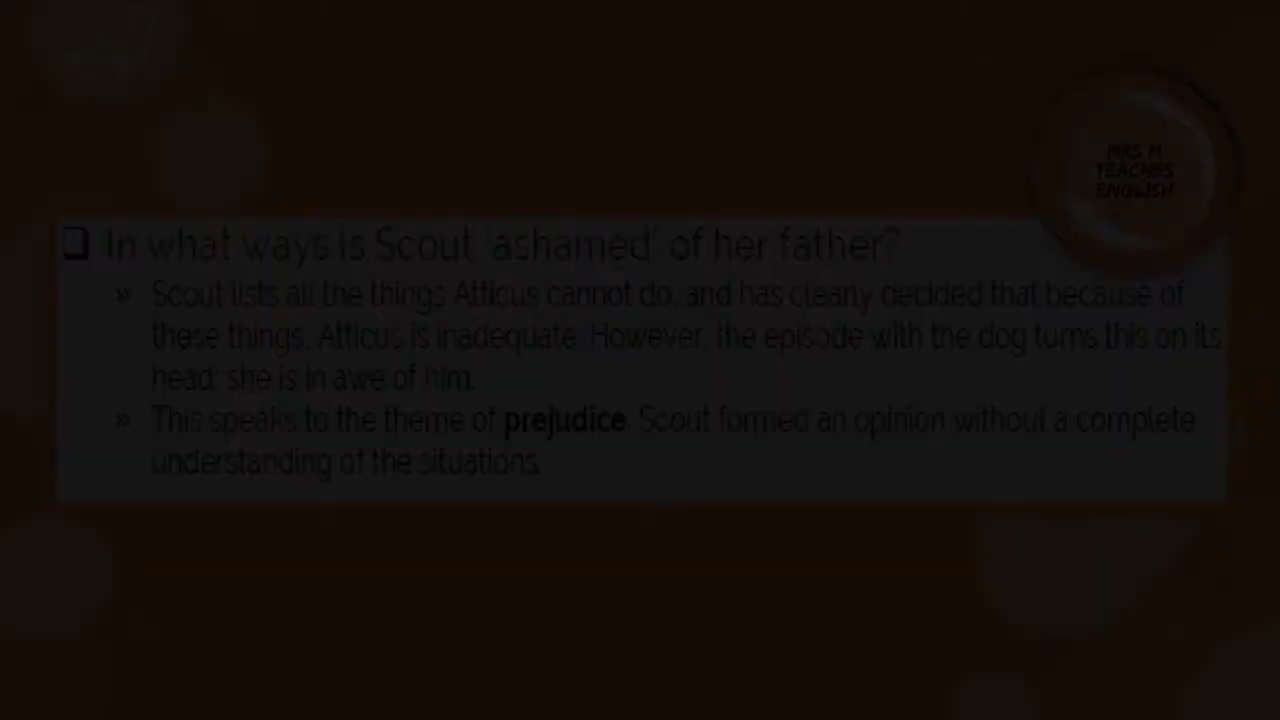 MRS M
TEACHES
ENGLISH
❑ In what ways is Scout 'ashamed' of her father?
» Scout lists all the things Atticus cannot do, and has clearly decided that because of
these things, Atticus is inadequate. However, the episode with the dog turns this on its
head: she is in awe of him.
» This speaks to the theme of prejudice. Scout formed an opinion without a complete
understanding of the situations.